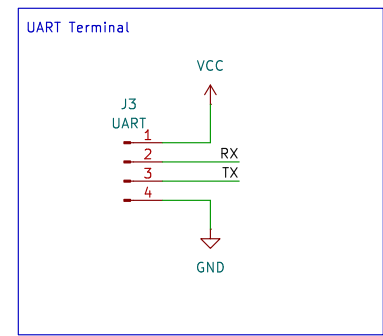 UART Terminal
VCC
J3
UART
1
2 RX
3 TX
4
GND